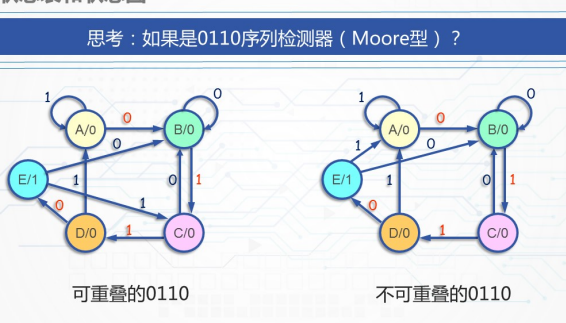 思考：如果是0110序列检测器（Moore型）？
1 0 0 1 0 0
A/0 B/0 A/0 B/0
0 1 0
E/1 1 0 1 E/1 1 0 1
1
0 1 0 1
D/0 C/0 D/0 C/0
可重叠的0110 不可重叠的0110